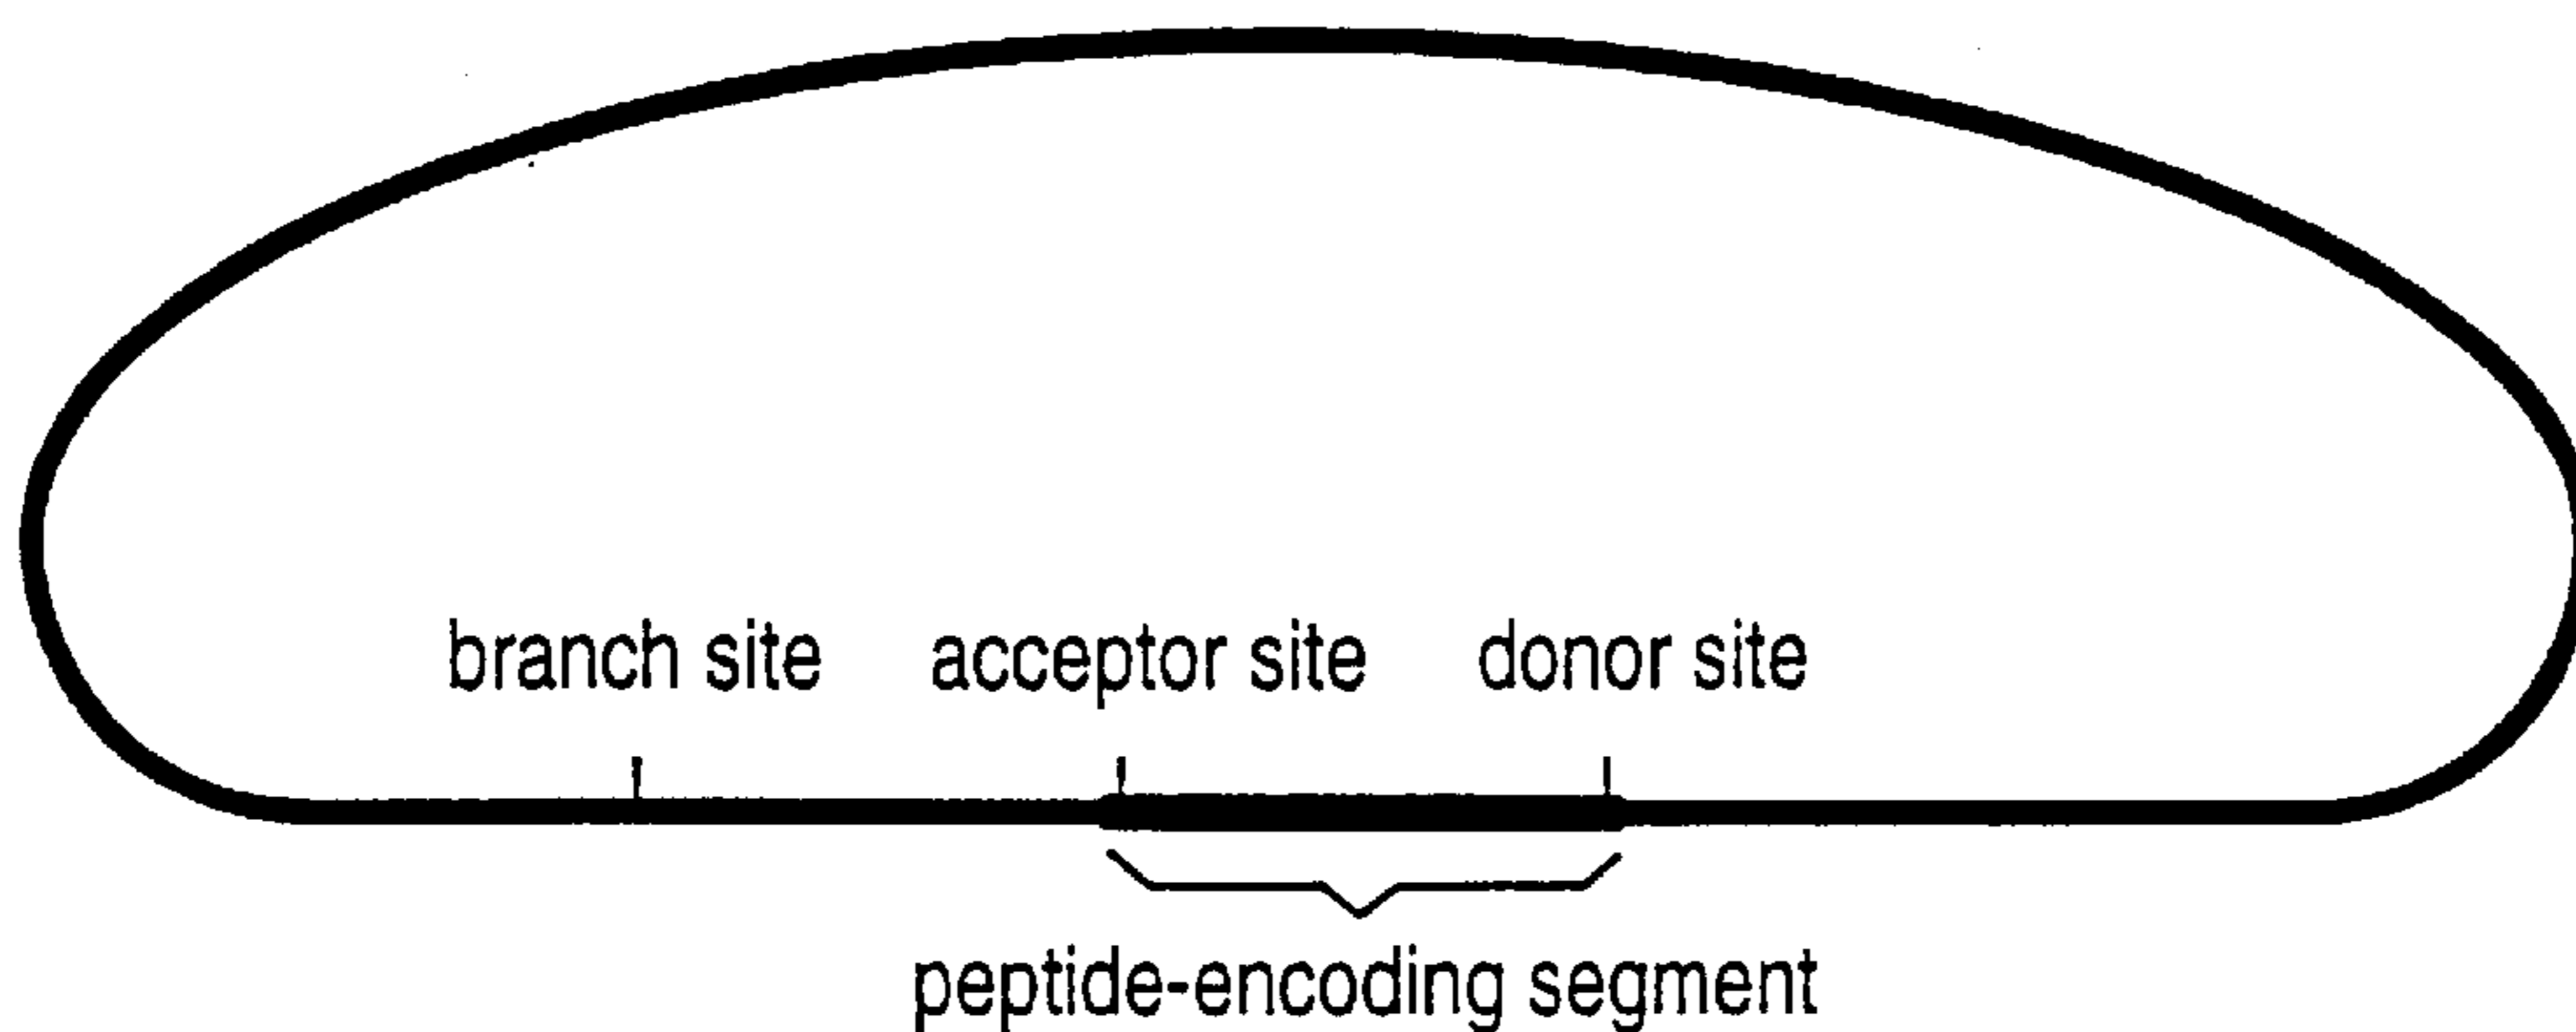 branch site acceptor site donor site
peptide-encoding segment